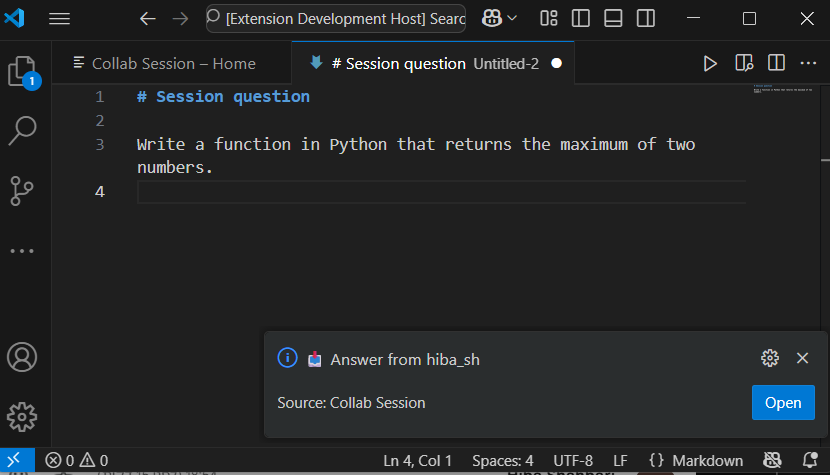 [Extension Development Host] Searc
Collab Session – Home
# Session question Untitled-2
1
1 # Session question
2
3 Write a function in Python that returns the maximum of two
numbers.
4
Answer from hiba_sh
Source: Collab Session
Open
0 0
Ln 4, Col 1 Spaces: 4 UTF-8 LF {} Markdown